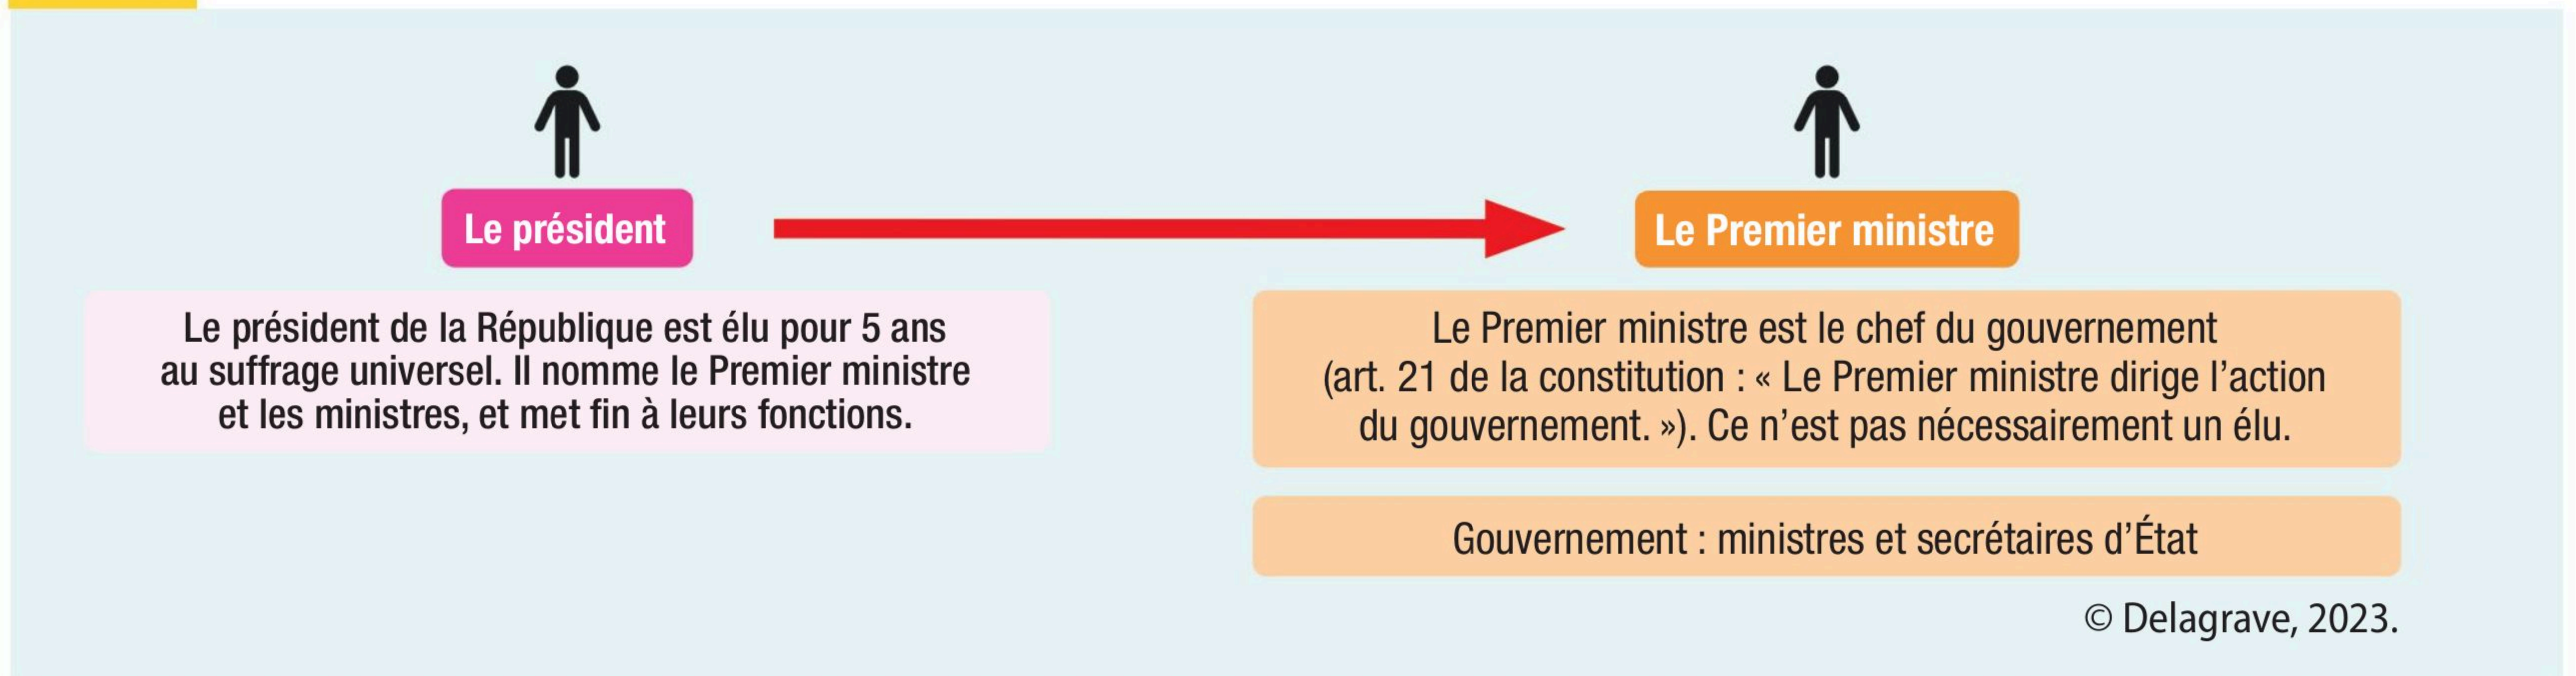 Le président
Le président de la République est élu pour 5 ans
au suffrage universel. Il nomme le Premier ministre
et les ministres, et met fin à leurs fonctions.
Le Premier ministre
Le Premier ministre est le chef du gouvernement
(art. 21 de la constitution : « Le Premier ministre dirige l’action
du gouvernement. »). Ce n’est pas nécessairement un élu.
Gouvernement : ministres et secrétaires d’État
© Delagrave, 2023.